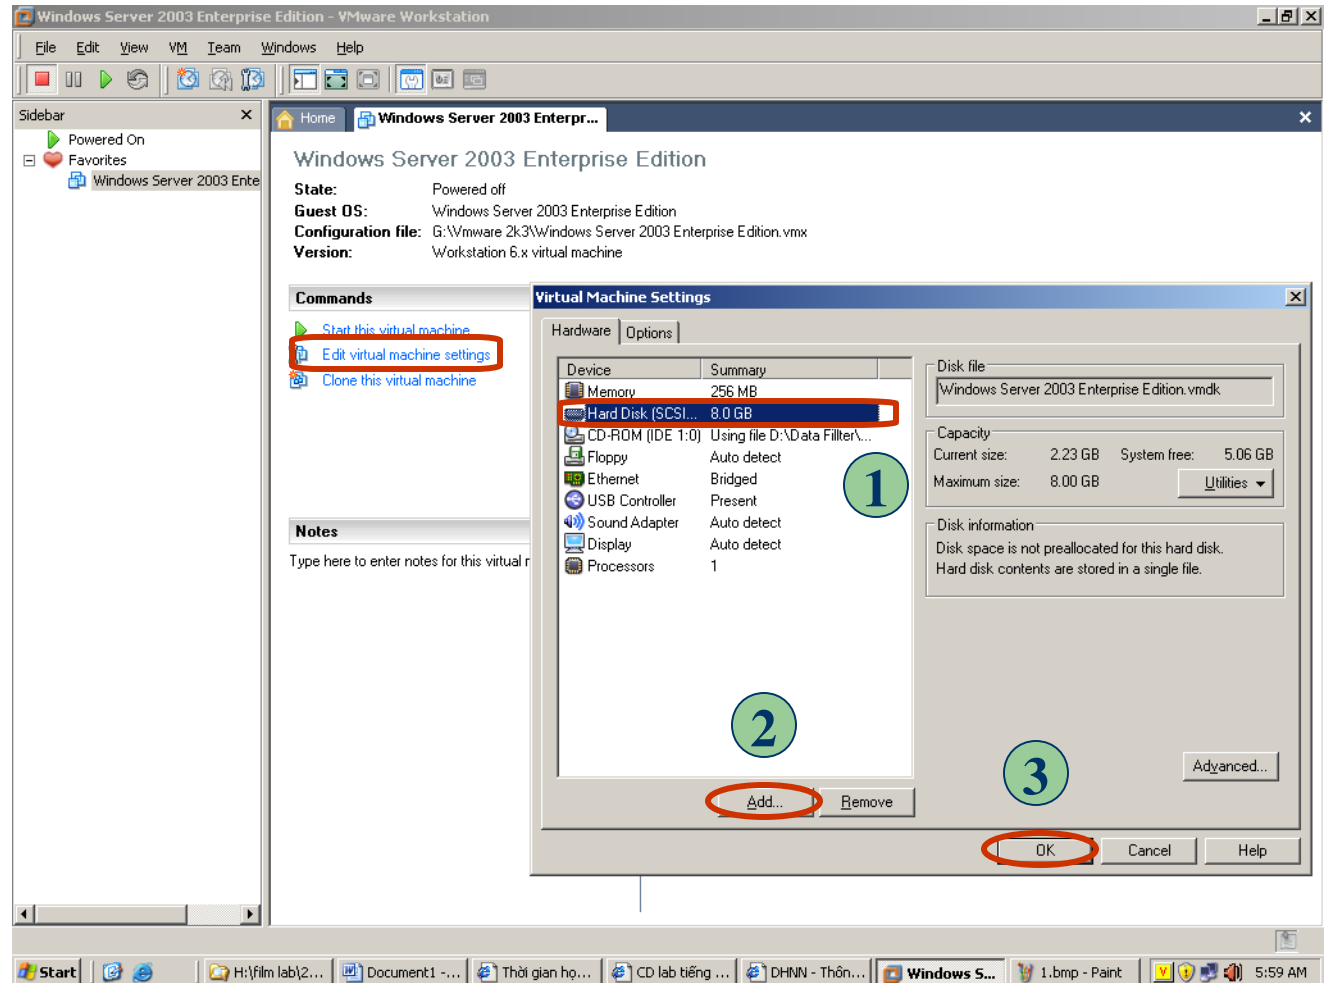 Windows Server 2003 Enterprise Edition - VMware Workstation
File Edit View VM Team Windows Help
Sidebar
Powered On
Favorites
Windows Server 2003 Ente
Home
Windows Server 2003 Enterpr...
Windows Server 2003 Enterprise Edition
State: Powered off
Guest OS: Windows Server 2003 Enterprise Edition
Configuration file: G:\Vmware 2k3\Windows Server 2003 Enterprise Edition.vmx
Version: Workstation 6.x virtual machine
Commands
Start this virtual machine
Edit virtual machine settings
Clone this virtual machine
Notes
Type here to enter notes for this virtual
Virtual Machine Settings
Hardware Options
Device Summary
Memory 256 MB
Hard Disk (SCSI... 8.0 GB
CD-ROM (IDE 1:0) Using file D:\Data Fillter\...
Floppy Auto detect
Ethernet Bridged
USB Controller Present
Sound Adapter Auto detect
Display Auto detect
Processors 1
1
2
Add... Remove
Disk file
Windows Server 2003 Enterprise Edition.vmdk
Capacity
Current size: 2.23 GB System free: 5.06 GB
Maximum size: 8.00 GB Utilities
Disk information
Disk space is not preallocated for this hard disk.
Hard disk contents are stored in a single file.
3
Advanced...
OK Cancel Help
Start H:\film lab\2... Document1 -... Thời gian họ... CD lab tiếng ... DHNN - Thôn... Windows S... 1.bmp - Paint V 5:59 AM